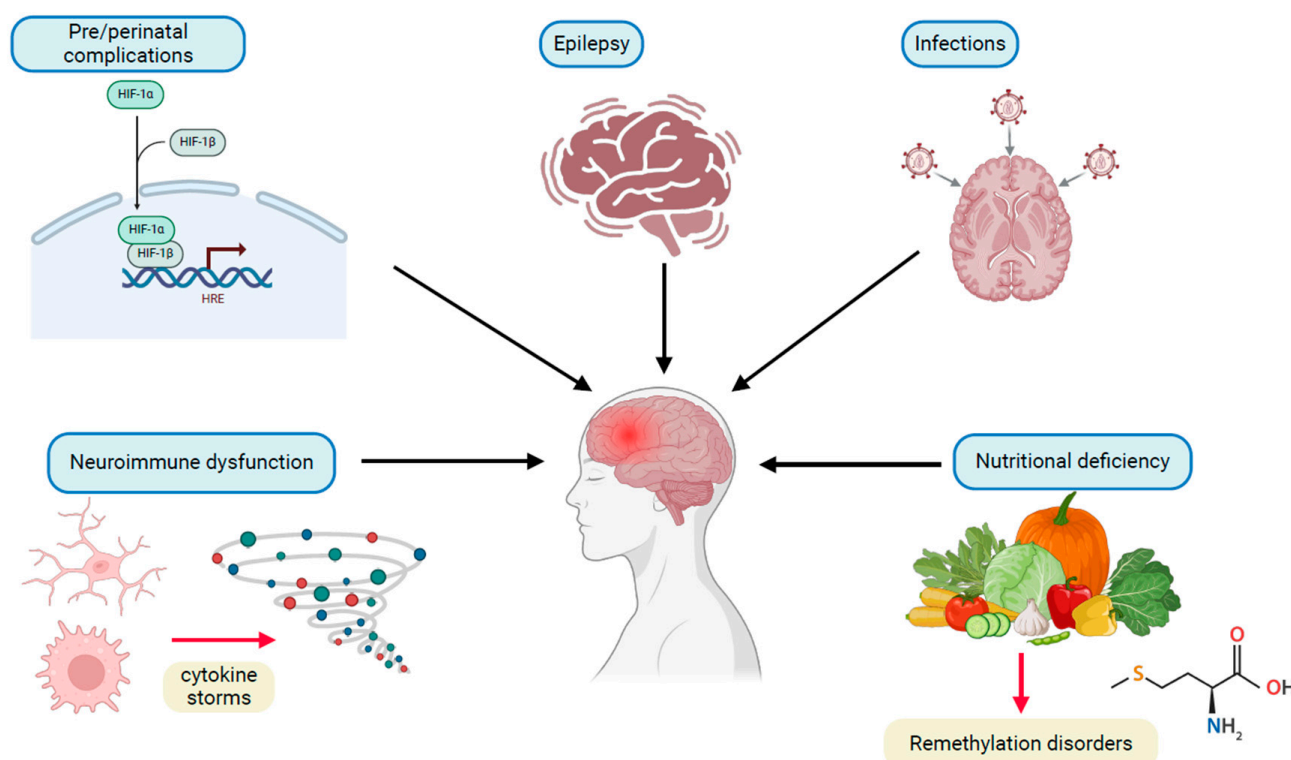 Pre/perinatal
complications
HIF-1α
HIF-1β
HIF-1α
HIF-1β
HRE
Epilepsy
Infections
Neuroimmune dysfunction
cytokine
storms
Nutritional deficiency
Remethylation disorders
S
O
OH
NH₂